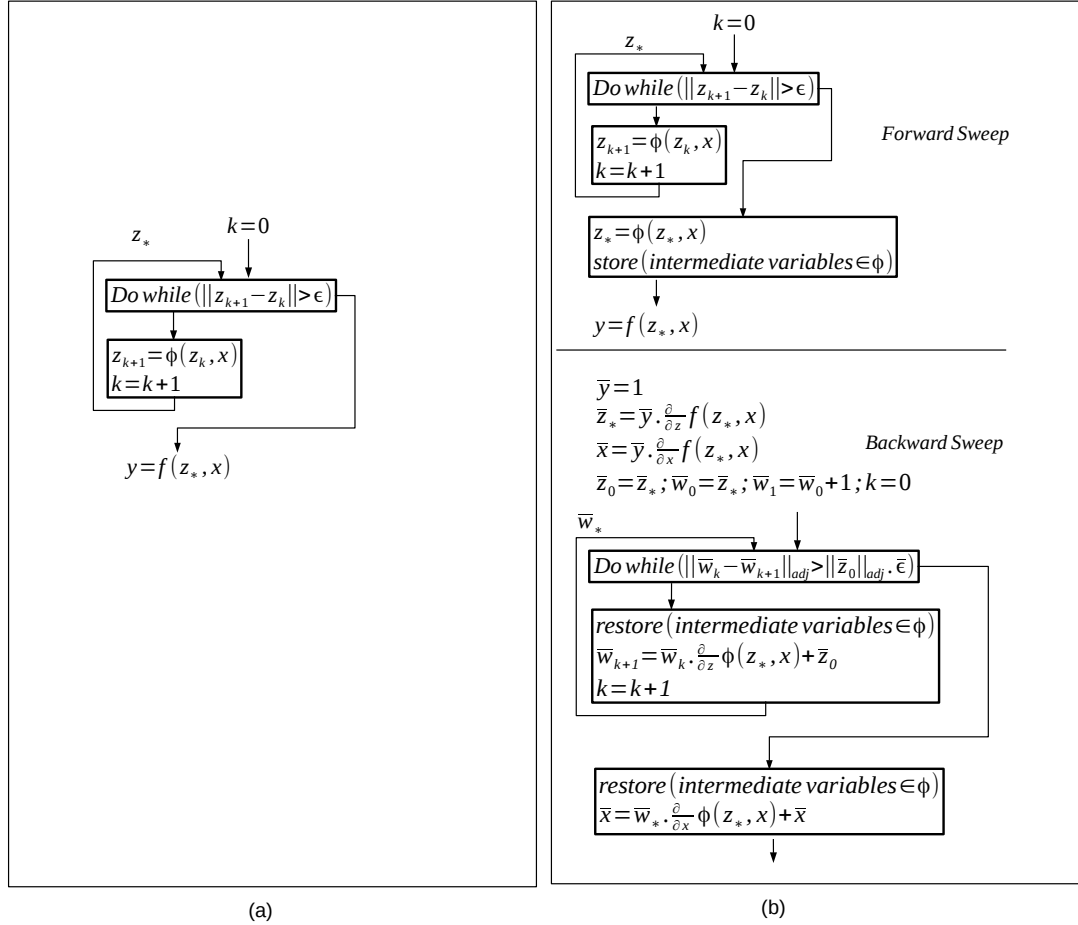 k=0
z_*
Do while(||z_{k+1}−z_k||>ϵ)
z_{k+1}=ϕ(z_k,x)
k=k+1
y=f(z_*,x)
(a)
k=0
z_*
Do while(||z_{k+1}−z_k||>ϵ)
z_{k+1}=ϕ(z_k,x)
k=k+1
Forward Sweep
z_*=ϕ(z_*,x)
store(intermediate variables∈ϕ)
y=f(z_*,x)
y̅=1
z̅_*=y̅.∂/∂z f(z_*,x)
x̅=y̅.∂/∂x f(z_*,x)
Backward Sweep
z̅_0=z̅_*;w̅_0=z̅_*;w̅_1=w̅_0+1;k=0
w̅_*
Do while(||w̅_k−w̅_{k+1}||_{adj}>||z̅_0||_{adj}.ϵ̅)
restore(intermediate variables∈ϕ)
w̅_{k+1}=w̅_k.∂/∂z ϕ(z_*,x)+z̅_0
k=k+1
restore(intermediate variables∈ϕ)
x̅=w̅_*.∂/∂x ϕ(z_*,x)+x̅
(b)